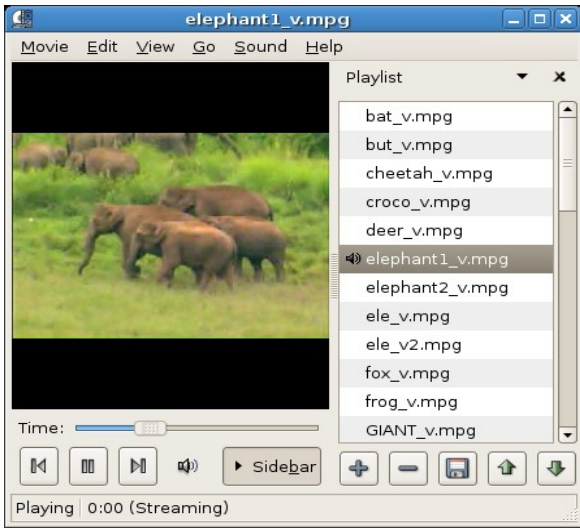 elephant1_v.mpg
Movie Edit View Go Sound Help
Playlist
bat_v.mpg
but_v.mpg
cheetah_v.mpg
croco_v.mpg
deer_v.mpg
elephant1_v.mpg
elephant2_v.mpg
ele_v.mpg
ele_v2.mpg
fox_v.mpg
frog_v.mpg
GIANT_v.mpg
Time:
Sidebar
Playing 0:00 (Streaming)